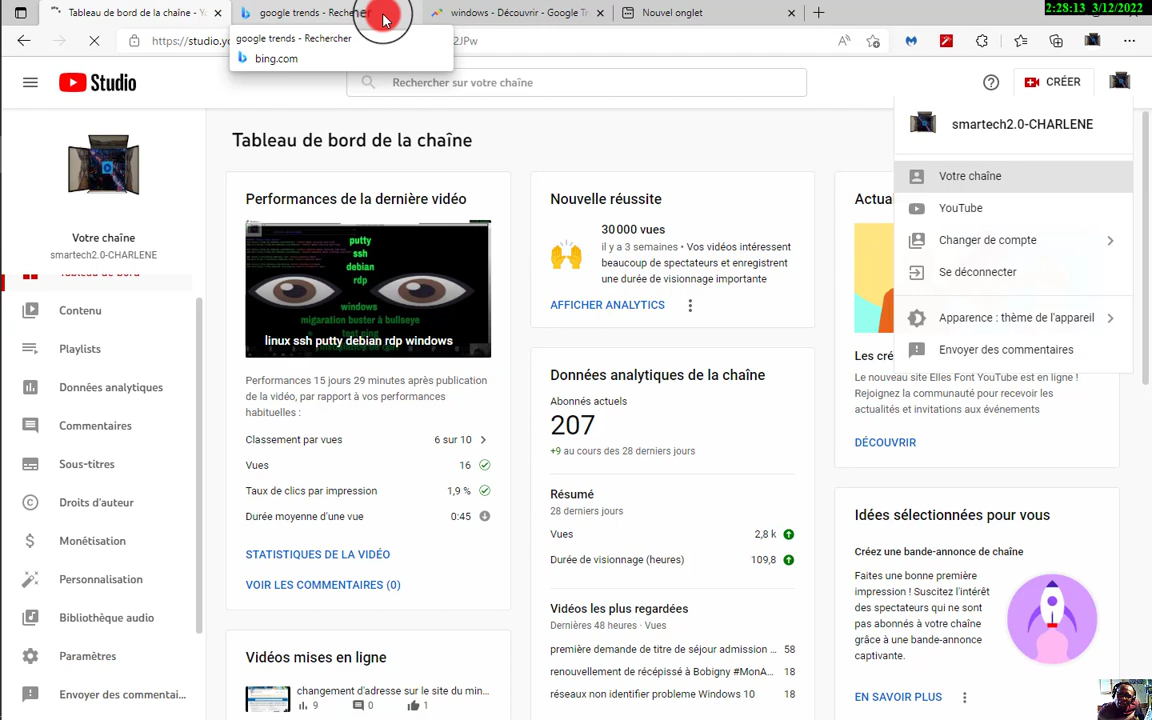 Tableau de bord de la chaîne - Y
google trends - Recher
windows - Découvrir - Google T
Nouvel onglet
2:28:13 3/12/2022
https://studio.yo
2JPw
google trends - Rechercher
bing.com
Studio
Rechercher sur votre chaîne
CRÉER
Votre chaîne
smartech2.0-CHARLENE
Tableau de bord
Contenu
Playlists
Données analytiques
Commentaires
Sous-titres
Droits d'auteur
Monétisation
Personnalisation
Bibliothèque audio
Paramètres
Envoyer des commentai...
Tableau de bord de la chaîne
Performances de la dernière vidéo
putty
ssh
debian
rdp
windows
migaration buster à bullseye
test ping
linux ssh putty debian rdp windows
Performances 15 jours 29 minutes après publication
de la vidéo, par rapport à vos performances
habituelles :
Classement par vues 6 sur 10
Vues 16
Taux de clics par impression 1,9 %
Durée moyenne d'une vue 0:45
STATISTIQUES DE LA VIDÉO
VOIR LES COMMENTAIRES (0)
Vidéos mises en ligne
changement d'adresse sur le site du min...
9 0 1
Nouvelle réussite
30 000 vues
il y a 3 semaines • Vos vidéos intéressent
beaucoup de spectateurs et enregistrent
une durée de visionnage importante
AFFICHER ANALYTICS
Données analytiques de la chaîne
Abonnés actuels
207
+9 au cours des 28 derniers jours
Résumé
28 derniers jours
Vues 2,8 k
Durée de visionnage (heures) 109,8
Vidéos les plus regardées
Dernières 48 heures · Vues
première demande de titre de séjour admission ... 58
renouvellement de récépissé à Bobigny #MonA... 18
réseaux non identifier probleme Windows 10 18
smartech2.0-CHARLENE
Votre chaîne
YouTube
Changer de compte
Se déconnecter
Apparence : thème de l'appareil
Envoyer des commentaires
Actua
Les cré
Le nouveau site Elles Font YouTube est en ligne !
Rejoignez la communauté pour recevoir les
actualités et invitations aux événements
DÉCOUVRIR
Idées sélectionnées pour vous
Créez une bande-annonce de
chaîne
Faites une bonne première
impression ! Suscitez l'intérêt
des spectateurs qui ne sont
pas abonnés à votre chaîne
grâce à une bande-annonce
captivante.
EN SAVOIR PLUS